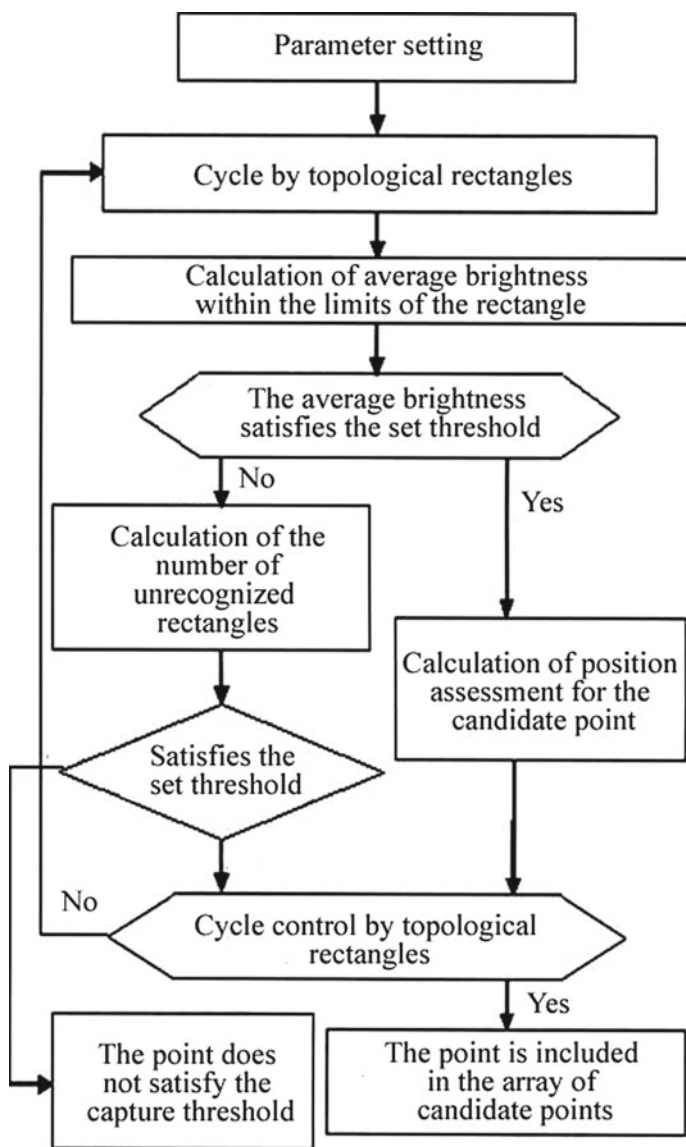 Parameter setting
Cycle by topological rectangles
Calculation of average brightness
within the limits of the rectangle
The average brightness
satisfies the set threshold
No
Yes
Calculation of the
number of
unrecognized
rectangles
Calculation of position
assessment for the
candidate point
Satisfies the
set threshold
No
Cycle control by topological
rectangles
Yes
The point does
not satisfy the
capture threshold
The point is included
in the array of
candidate points